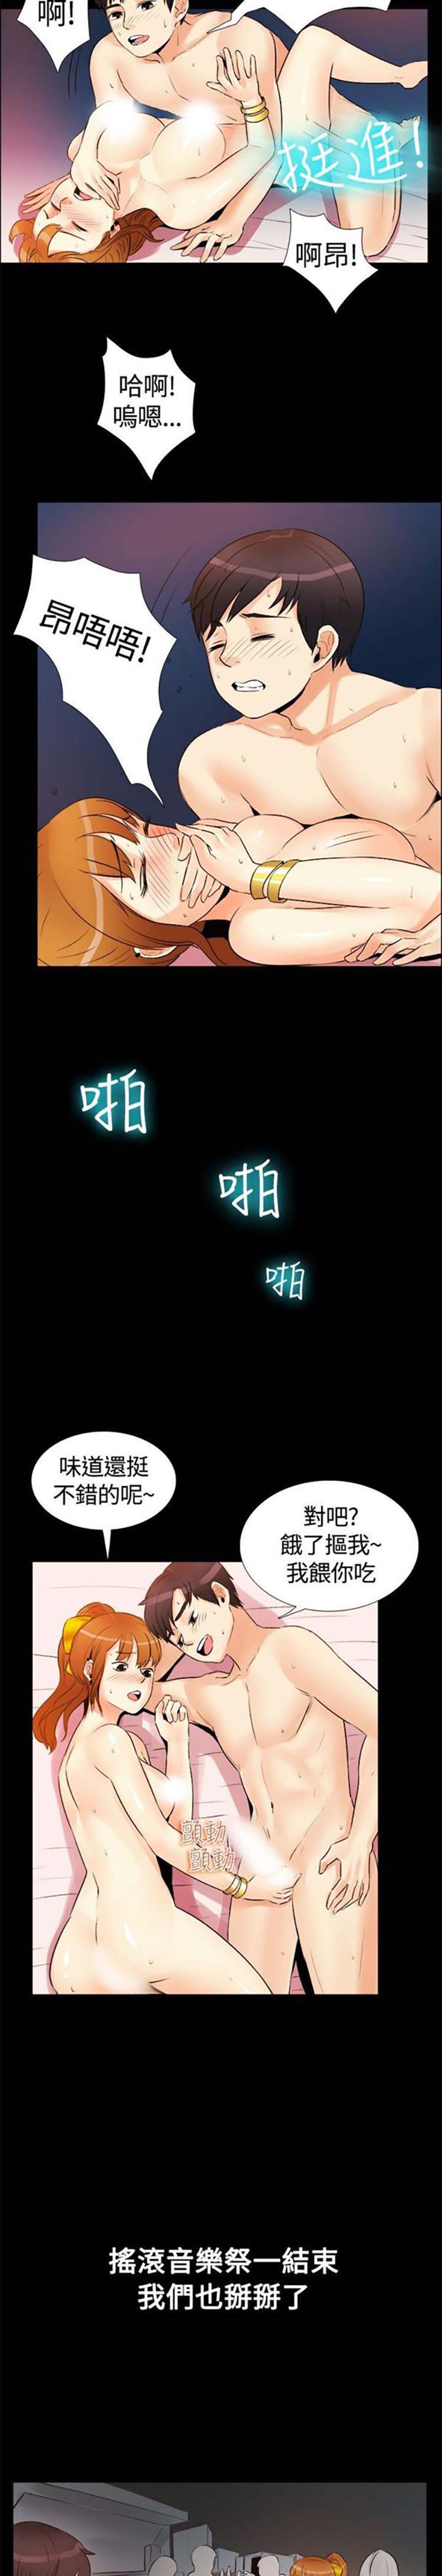 啊!
挺進!
啊昂!
哈啊!
嗚嗯...
昂唔唔!
啪
啪
啪
味道還挺
不錯的呢~
對吧?
餓了摳我~
我餵你吃
顫動
顫動
搖滾音樂祭一結束
我們也掰掰了